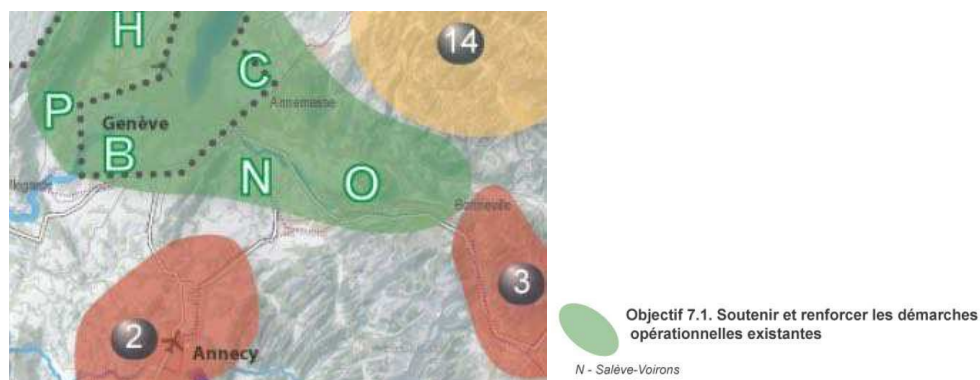 H
14
C
P
Annemasse
Genève
B
N
O
Bonneville
3
2
Annecy
Objectif 7.1. Soutenir et renforcer les démarches
opérationnelles existantes
N - Salève-Voirons